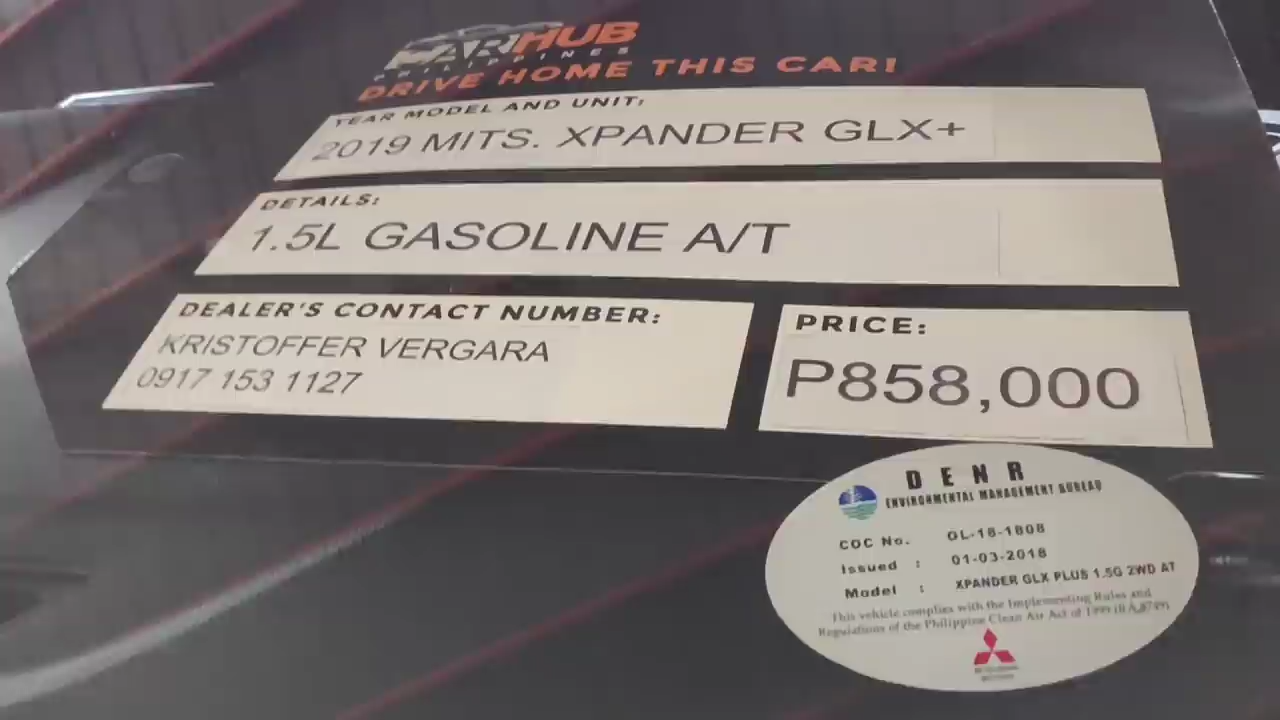 CARHUB
PHILIPPINES
DRIVE HOME THIS CAR!
YEAR MODEL AND UNIT:
2019 MITS. XPANDER GLX+
DETAILS:
1.5L GASOLINE A/T
DEALER'S CONTACT NUMBER:
KRISTOFFER VERGARA
0917 153 1127
PRICE:
P858,000
DENR
ENVIRONMENTAL MANAGEMENT BUREAU
COC No. OL-18-1808
Issued : 01-03-2018
Model : XPANDER GLX PLUS 1.5G 2WD AT
This vehicle complies with the Implementing Rules and
Regulations of the Philippine Clean Air Act of 1999 (RA 8749)
MITSUBISHI
MOTORS